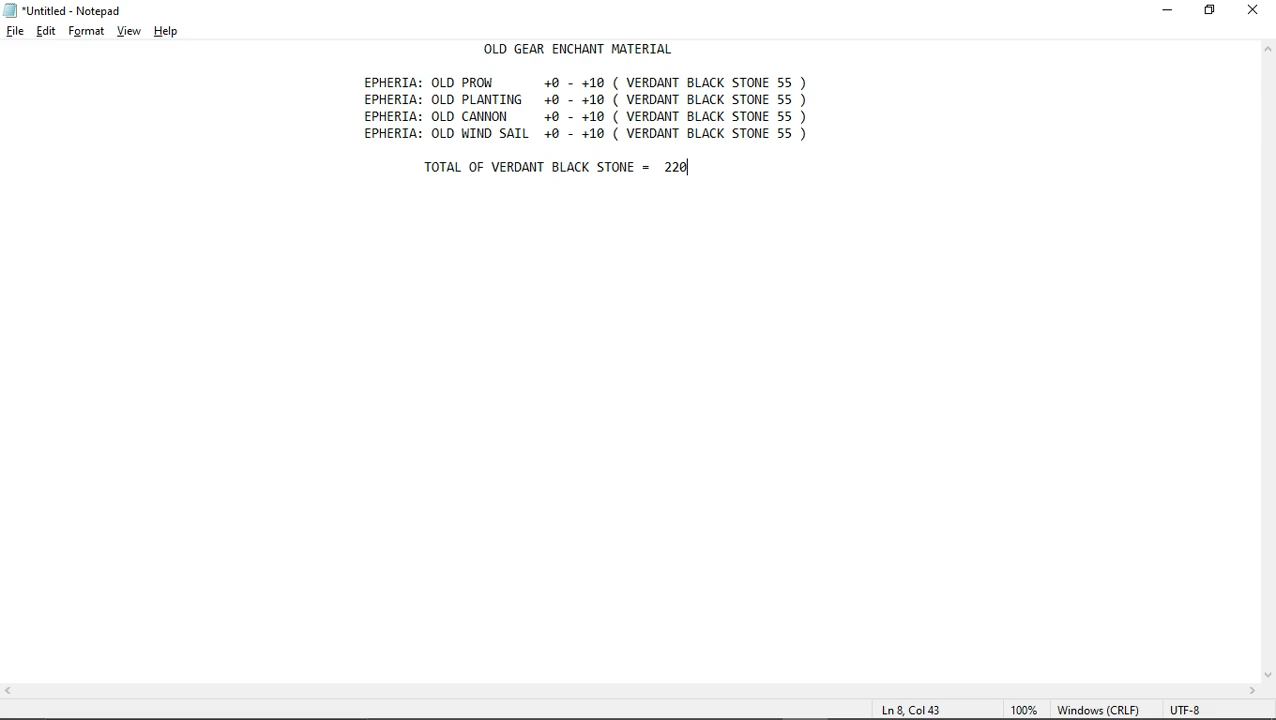 *Untitled - Notepad
File Edit Format View Help
OLD GEAR ENCHANT MATERIAL
EPHERIA: OLD PROW +0 - +10 ( VERDANT BLACK STONE 55 )
EPHERIA: OLD PLANTING +0 - +10 ( VERDANT BLACK STONE 55 )
EPHERIA: OLD CANNON +0 - +10 ( VERDANT BLACK STONE 55 )
EPHERIA: OLD WIND SAIL +0 - +10 ( VERDANT BLACK STONE 55 )
TOTAL OF VERDANT BLACK STONE = 220
Ln 8, Col 43 100% Windows (CRLF) UTF-8